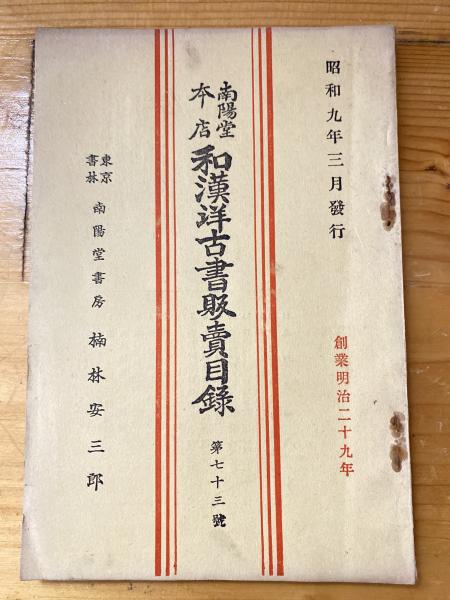 昭和九年三月發行
創業明治二十九年
南陽堂
本店
和漢洋古書販賣目錄
第七十三號
東京
書林
南陽堂書房 楠林安三郎